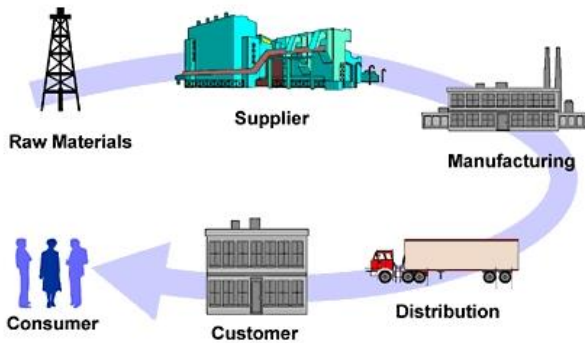 Raw Materials
Supplier
Manufacturing
Distribution
Customer
Consumer